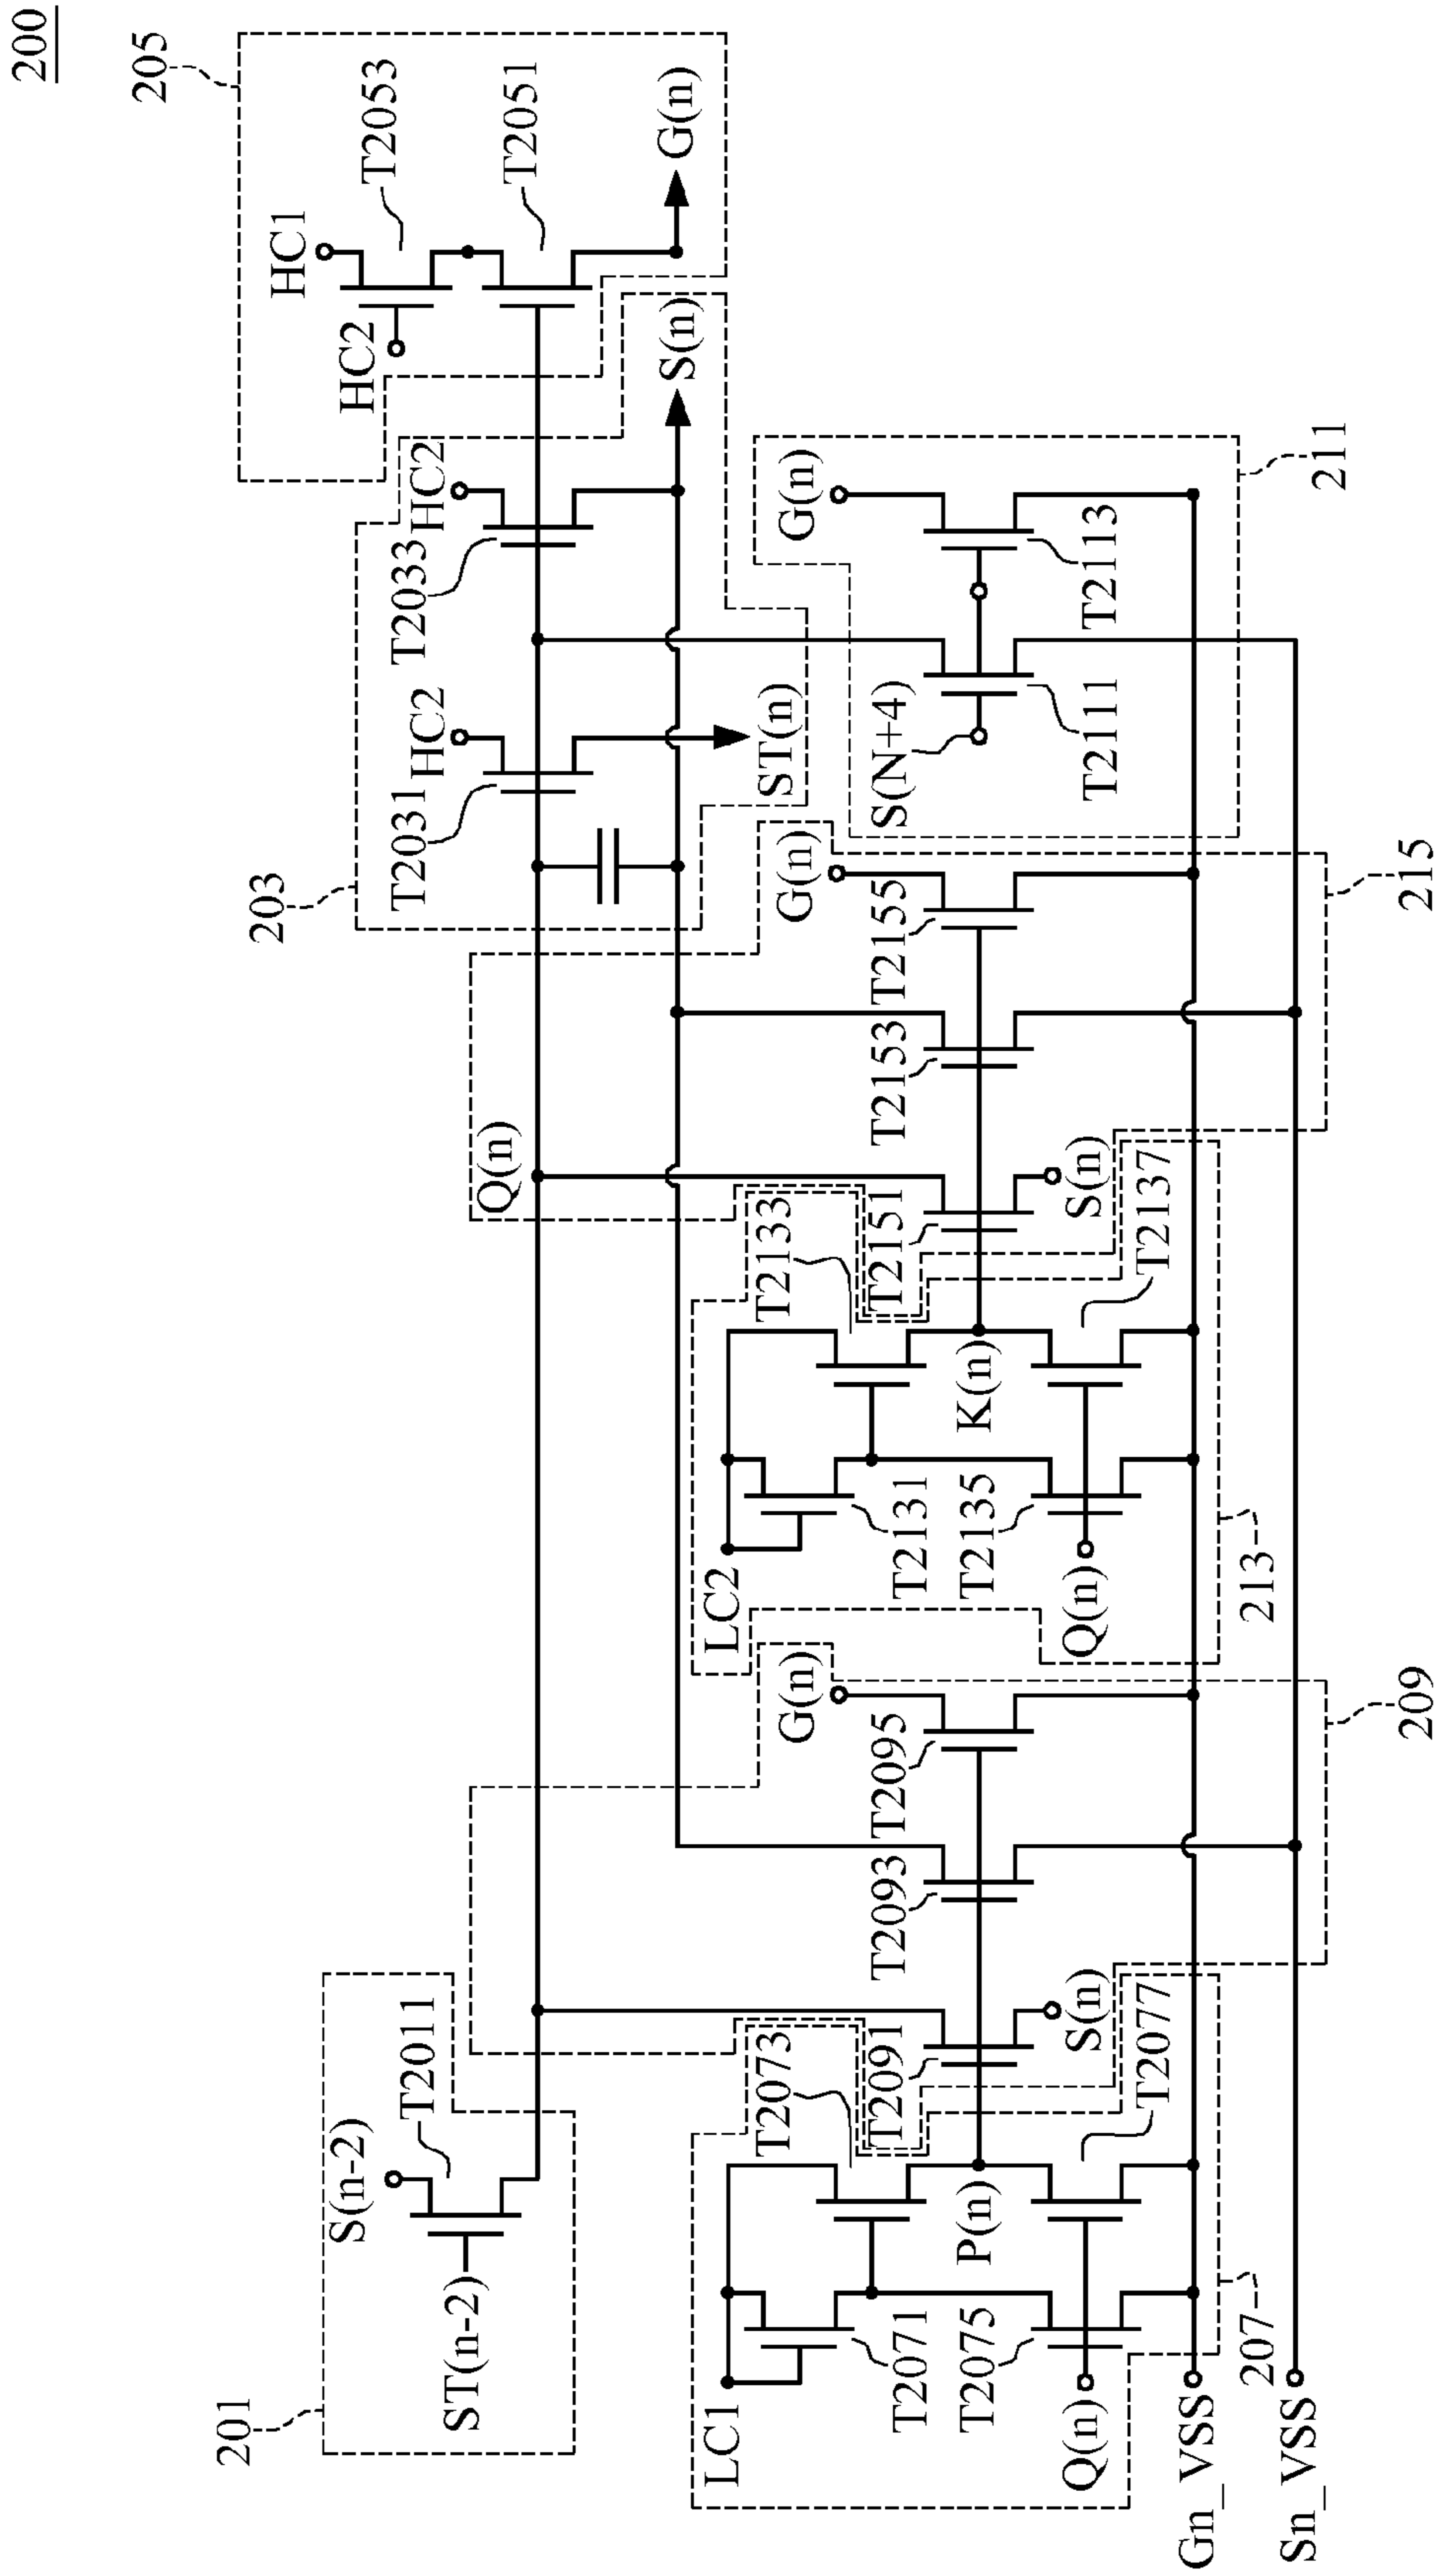 200
205
T2053
T2051
G(n)
HC1
HC2
S(n)
HC2
T2033
HC2
T2031
ST(n)
203
G(n)
211
T2113
T2111
S(N+4)
G(n)
215
T2155
T2153
Q(n)
T2151
S(n)
T2133
T2137
K(n)
T2131
T2135
LC2
Q(n)
213
G(n)
209
T2095
T2093
T2091
S(n)
T2073
T2077
P(n)
T2071
T2075
LC1
Q(n)
207
S(n-2)
T2011
ST(n-2)
201
Gn_VSS
Sn_VSS